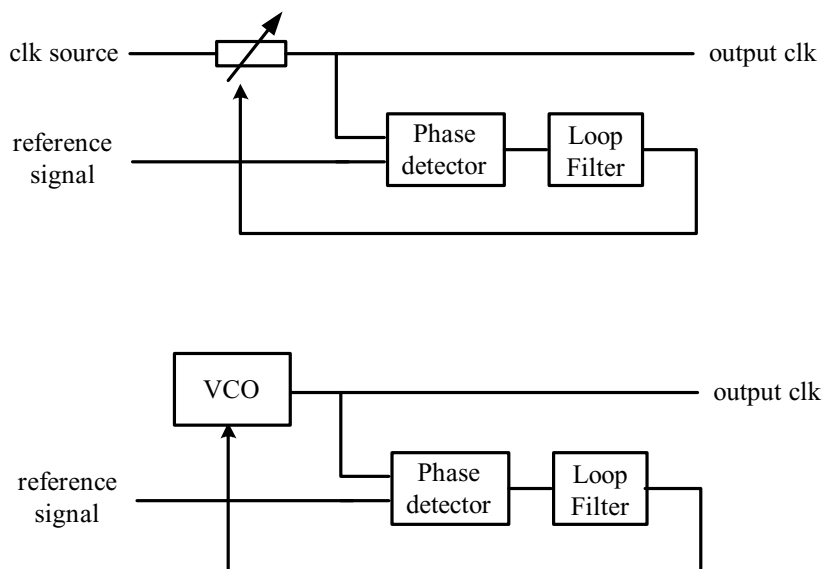 clk source
output clk
reference
signal
Phase
detector
Loop
Filter
VCO
output clk
reference
signal
Phase
detector
Loop
Filter